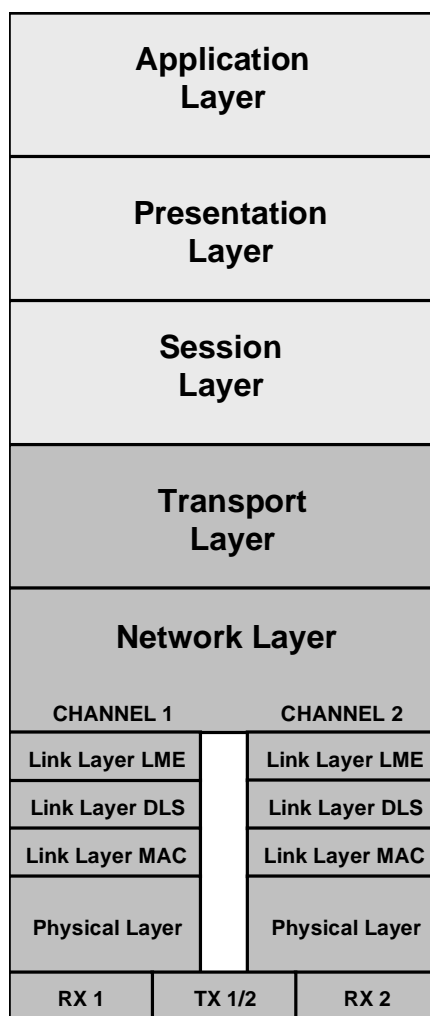 Application
Layer
Presentation
Layer
Session
Layer
Transport
Layer
Network Layer
CHANNEL 1 CHANNEL 2
Link Layer LME Link Layer LME
Link Layer DLS Link Layer DLS
Link Layer MAC Link Layer MAC
Physical Layer Physical Layer
RX 1 TX 1/2 RX 2